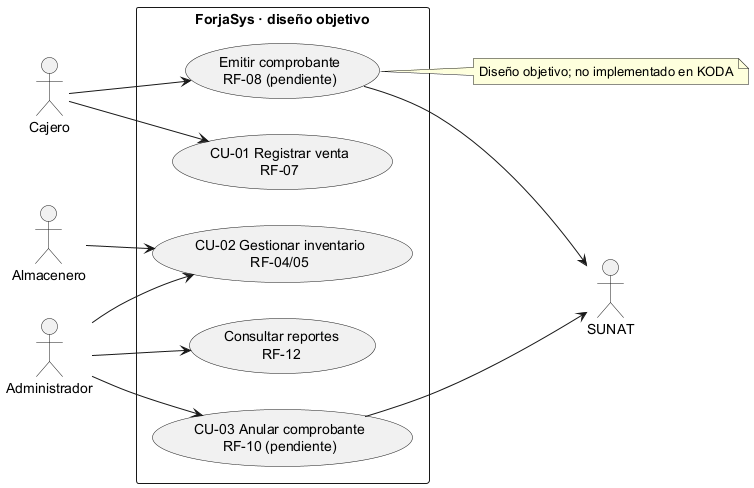 ForjaSys · diseño objetivo
Emitir comprobante
RF-08 (pendiente)
Diseño objetivo; no implementado en KODA
Cajero
CU-01 Registrar venta
RF-07
Almacenero
CU-02 Gestionar inventario
RF-04/05
SUNAT
Administrador
Consultar reportes
RF-12
CU-03 Anular comprobante
RF-10 (pendiente)